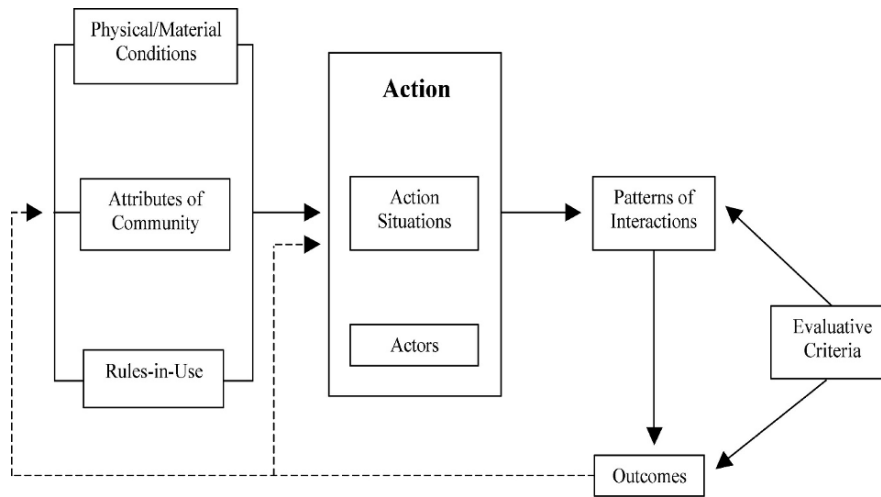 Physical/Material
Conditions
Attributes of
Community
Rules-in-Use
Action
Action
Situations
Actors
Patterns of
Interactions
Outcomes
Evaluative
Criteria